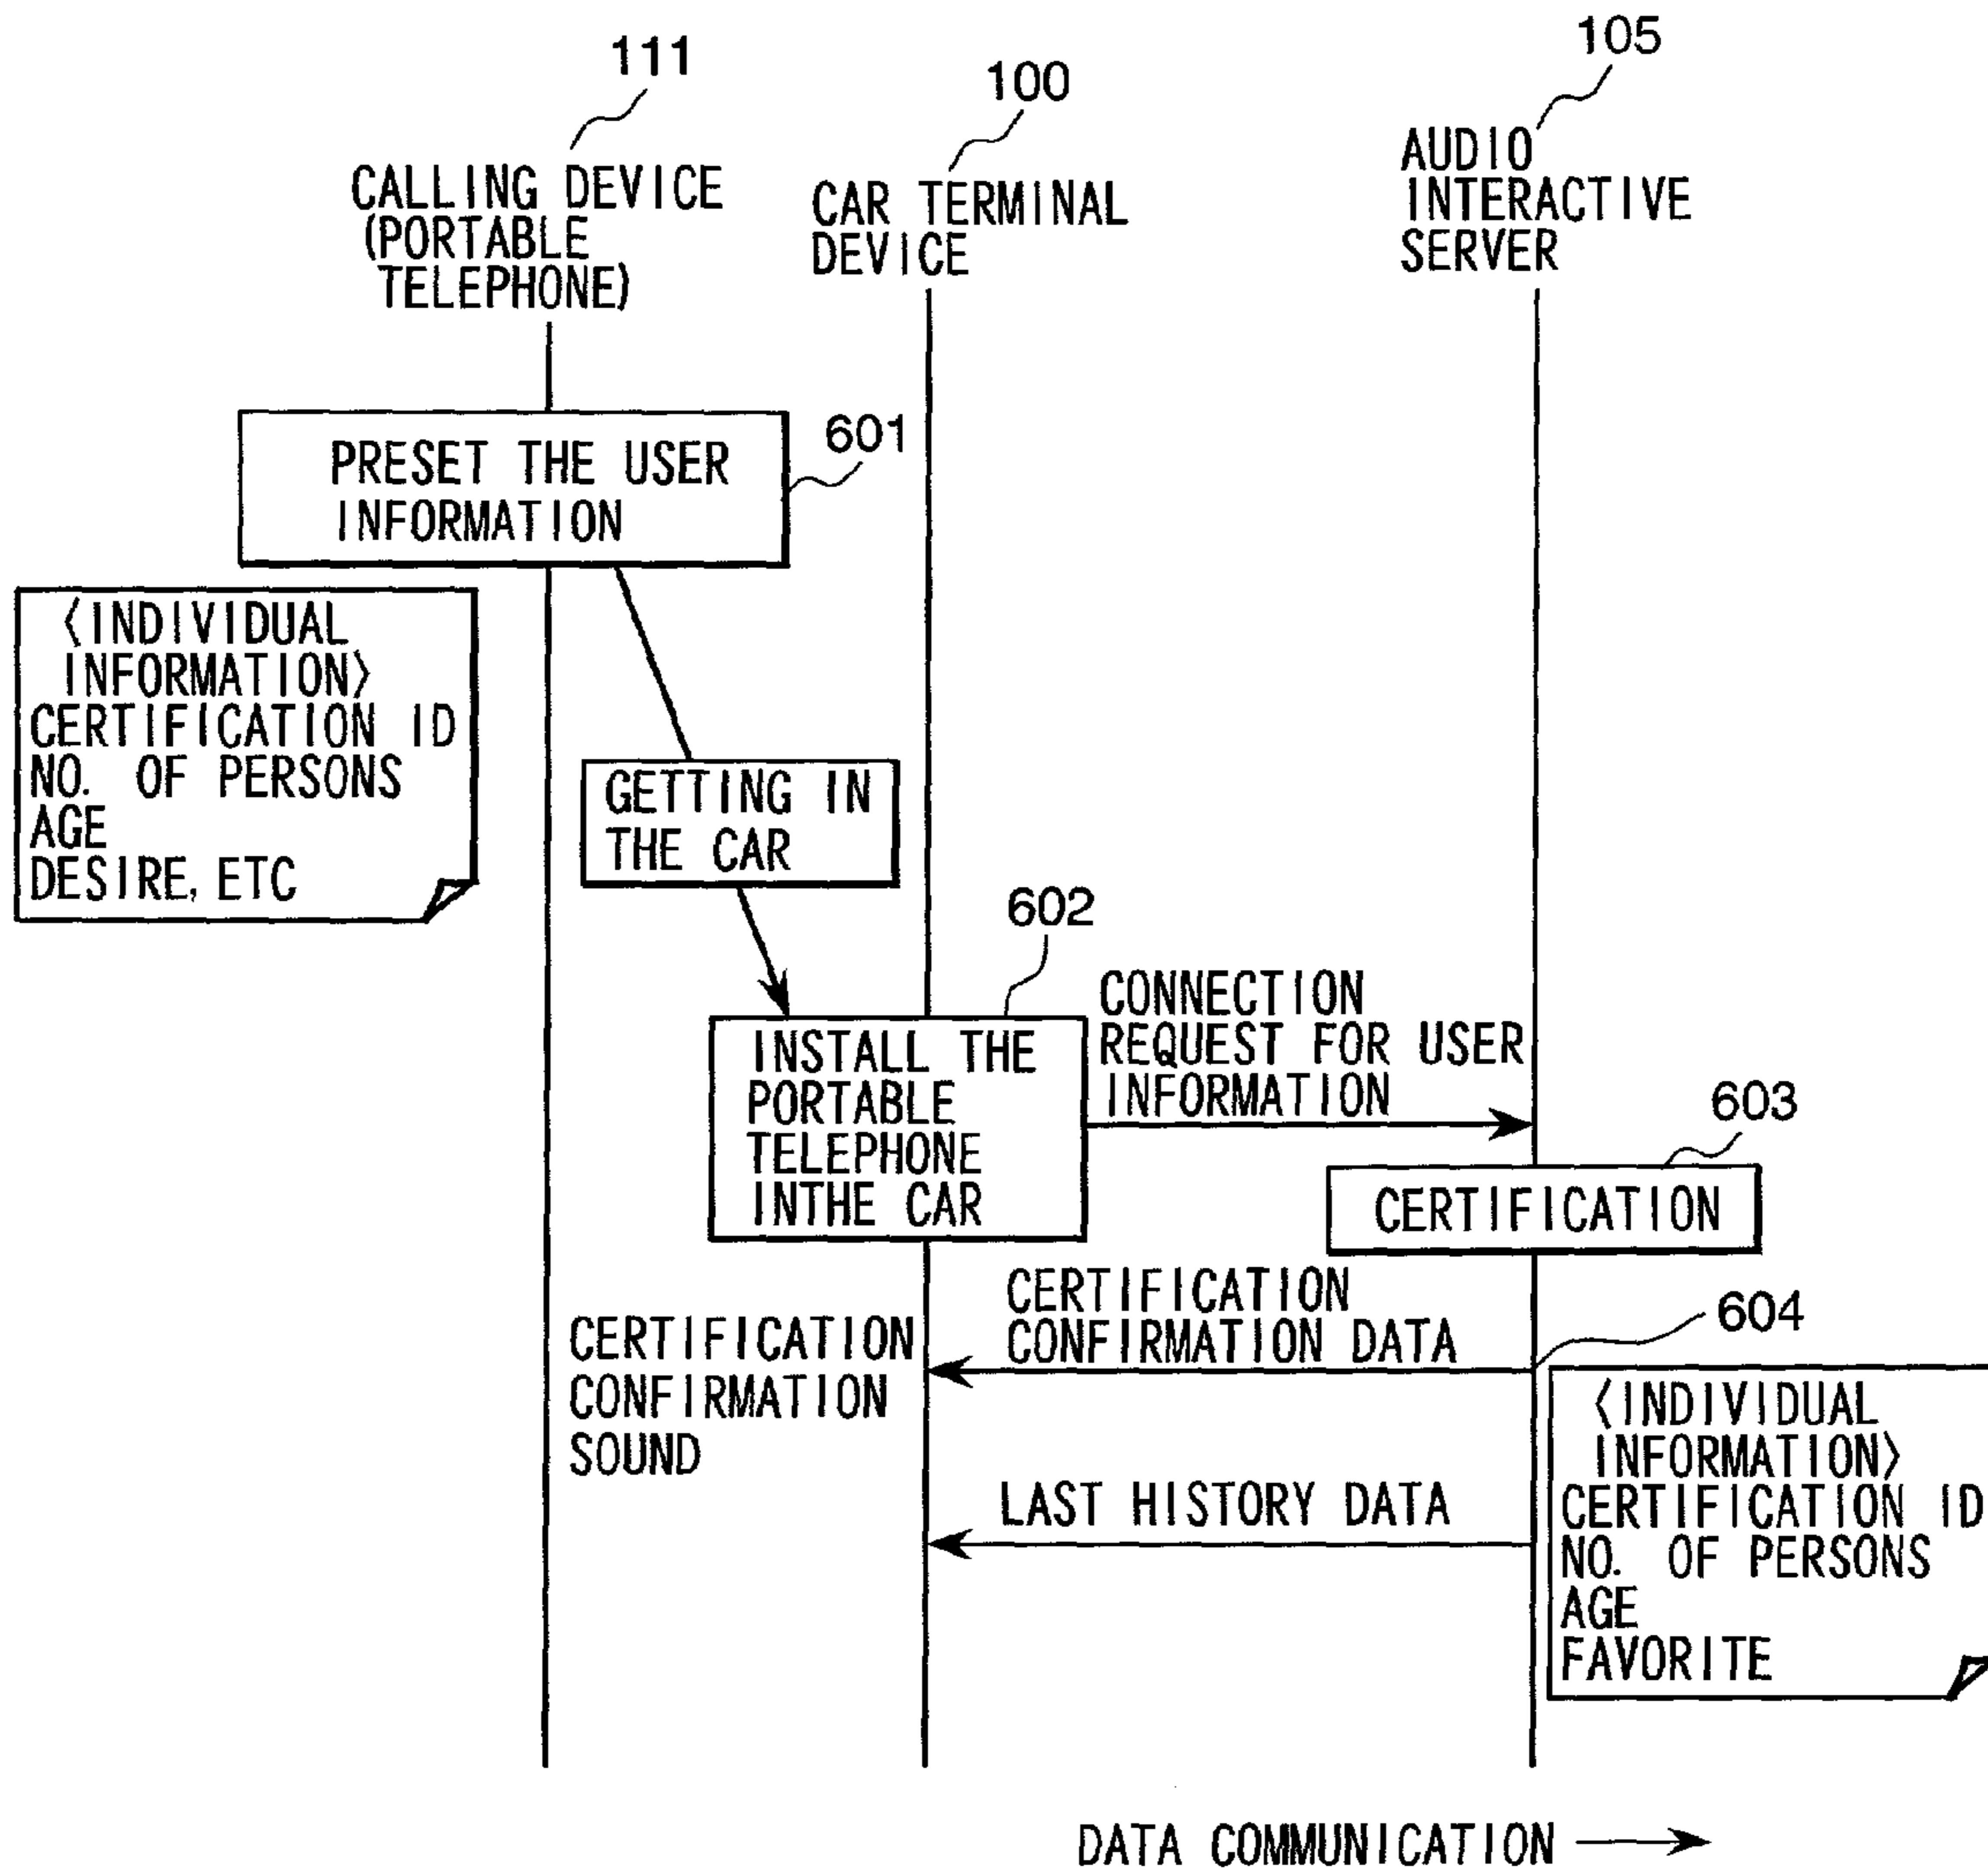 111
100
105
CALLING DEVICE
(PORTABLE
TELEPHONE)
CAR TERMINAL
DEVICE
AUDIO
INTERACTIVE
SERVER
PRESET THE USER
INFORMATION
601
<INDIVIDUAL
INFORMATION>
CERTIFICATION ID
NO. OF PERSONS
AGE
DESIRE, ETC
GETTING IN
THE CAR
602
INSTALL THE
PORTABLE
TELEPHONE
INTHE CAR
CONNECTION
REQUEST FOR USER
INFORMATION
603
CERTIFICATION
CERTIFICATION
CONFIRMATION DATA
604
CERTIFICATION
CONFIRMATION
SOUND
LAST HISTORY DATA
<INDIVIDUAL
INFORMATION>
CERTIFICATION ID
NO. OF PERSONS
AGE
FAVORITE
DATA COMMUNICATION